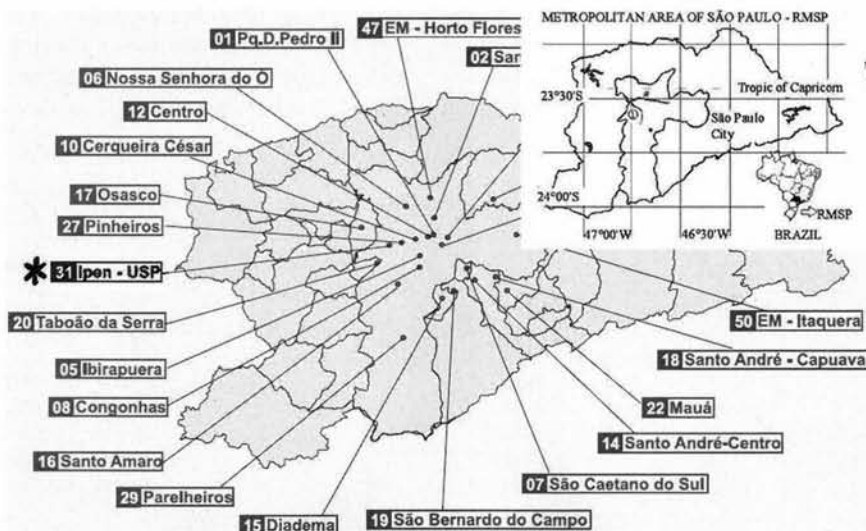 01 Pq.D.Pedro II
47 EM - Horto Flores
02 San
06 Nossa Senhora do Ó
12 Centro
10 Cerqueira César
17 Osasco
27 Pinheiros
* 31 Ipen - USP
20 Taboão da Serra
05 Ibirapuera
08 Congonhas
16 Santo Amaro
29 Parelheiros
15 Diadema
19 São Bernardo do Campo
07 São Caetano do Sul
14 Santo André-Centro
22 Mauá
18 Santo André - Capuava
50 EM - Itaquera
METROPOLITAN AREA OF SÃO PAULO - RMSP
Tropic of Capricorn
23°30'S
São Paulo
City
24°00'S
47°00'W
46°30'W
RMSP
BRAZIL